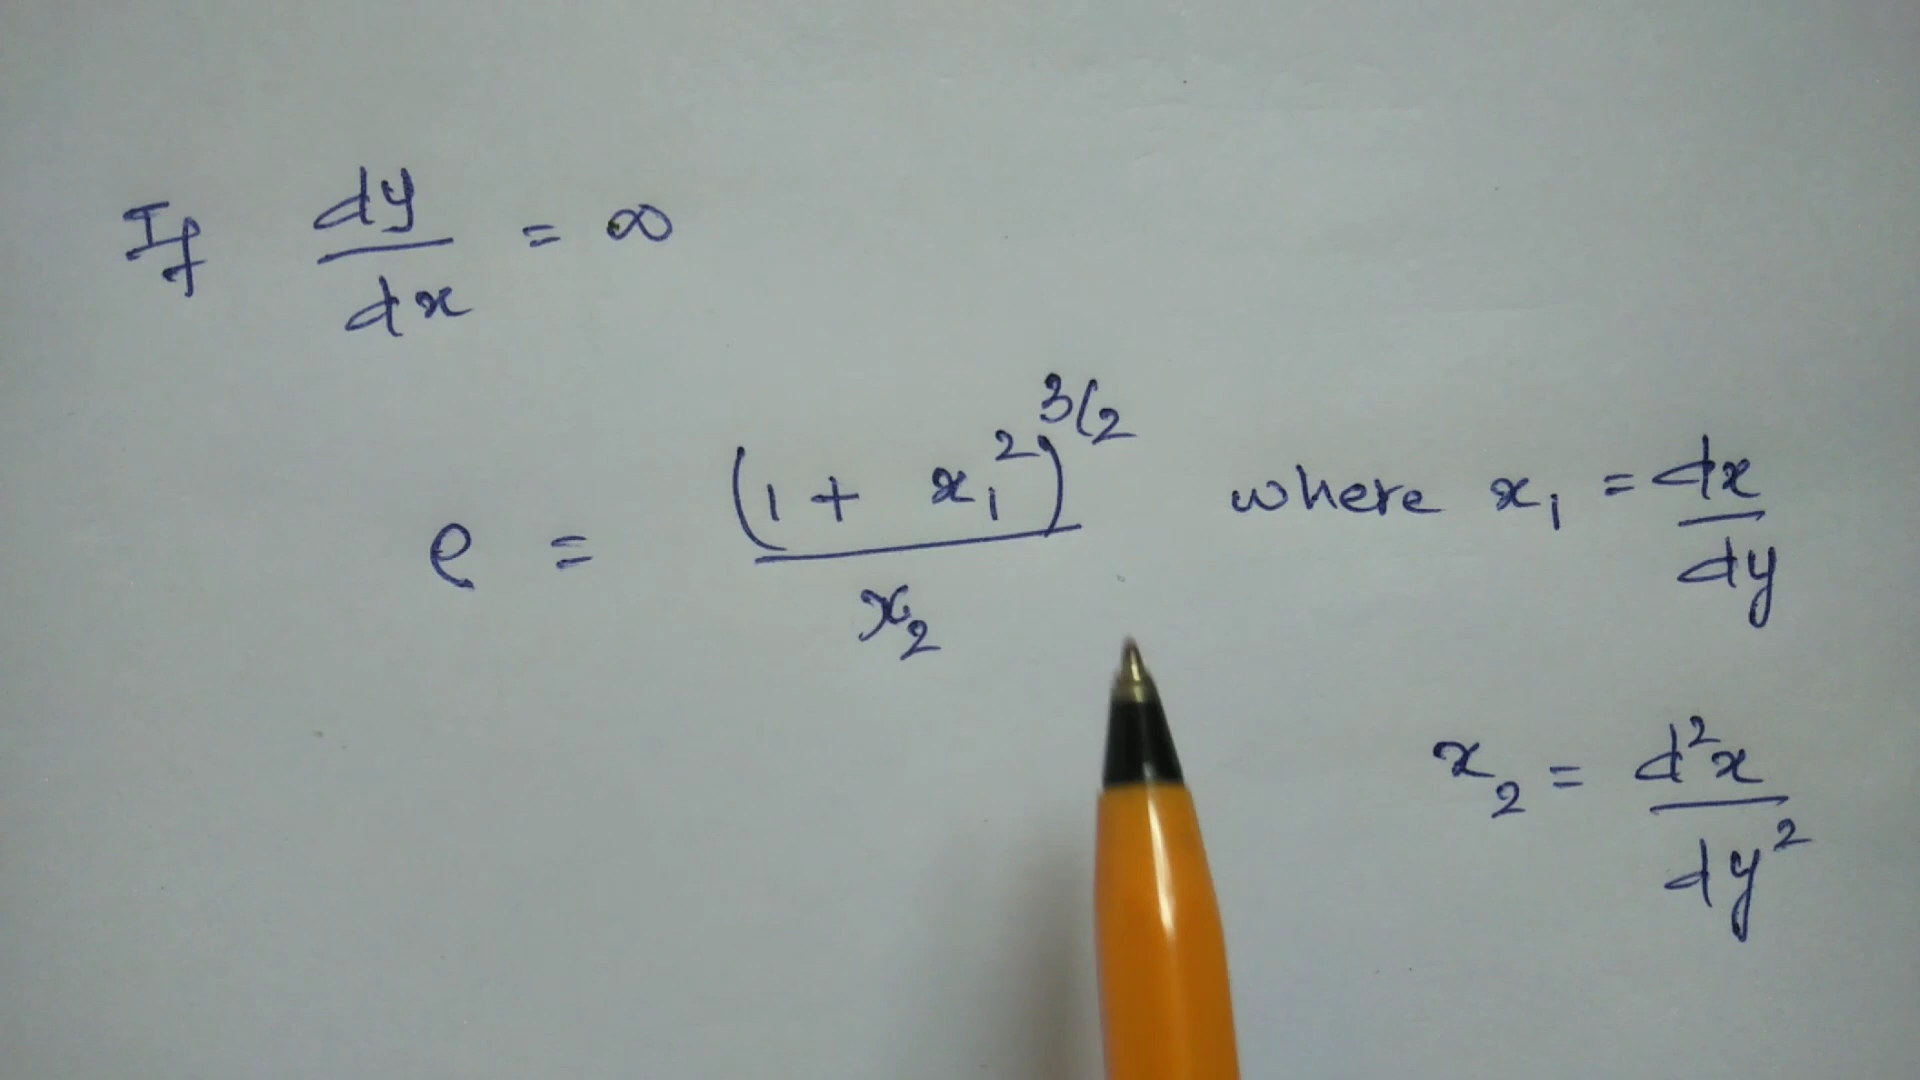 If dy/dx = ∞
ρ = (1 + x₁²)^3/2 / x₂ where x₁ = dx/dy
x₂ = d²x/dy²